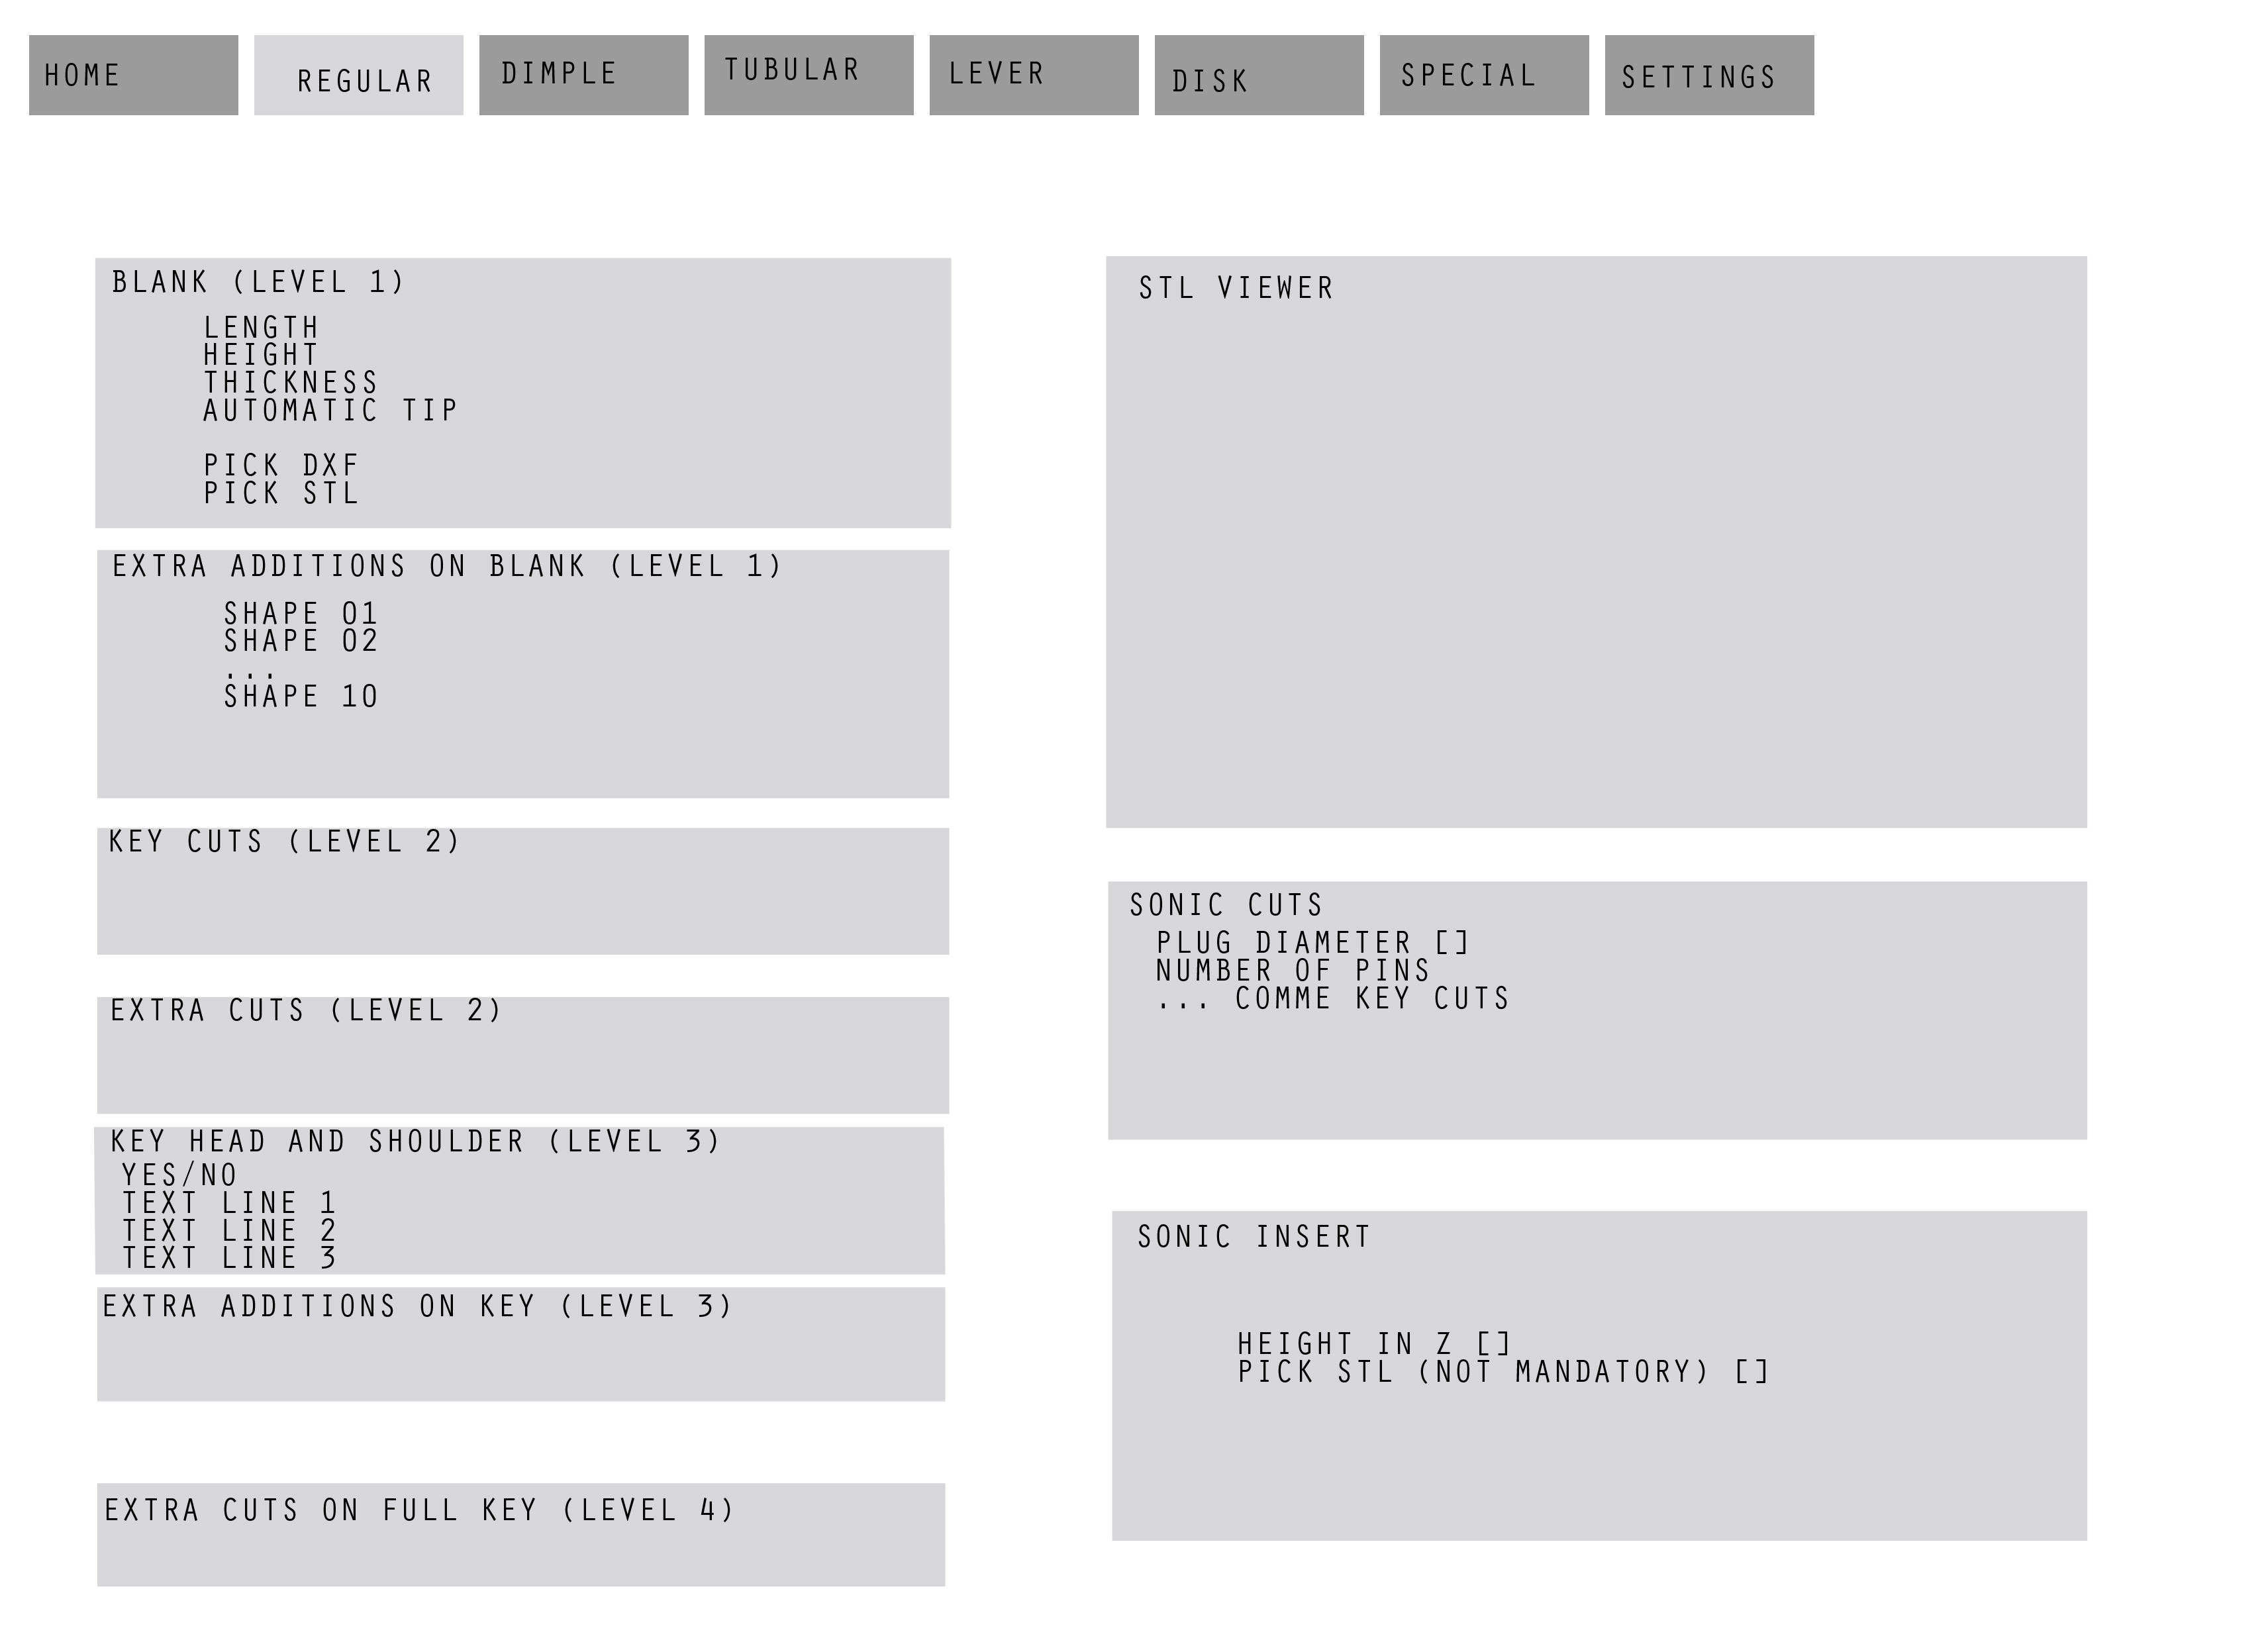 HOME
REGULAR
DIMPLE
TUBULAR
LEVER
DISK
SPECIAL
SETTINGS
BLANK (LEVEL 1)
LENGTH
HEIGHT
THICKNESS
AUTOMATIC TIP
PICK DXF
PICK STL
EXTRA ADDITIONS ON BLANK (LEVEL 1)
SHAPE 01
SHAPE 02
...
SHAPE 10
KEY CUTS (LEVEL 2)
EXTRA CUTS (LEVEL 2)
KEY HEAD AND SHOULDER (LEVEL 3)
YES/NO
TEXT LINE 1
TEXT LINE 2
TEXT LINE 3
EXTRA ADDITIONS ON KEY (LEVEL 3)
EXTRA CUTS ON FULL KEY (LEVEL 4)
STL VIEWER
SONIC CUTS
PLUG DIAMETER []
NUMBER OF PINS
... COMME KEY CUTS
SONIC INSERT
HEIGHT IN Z []
PICK STL (NOT MANDATORY) []